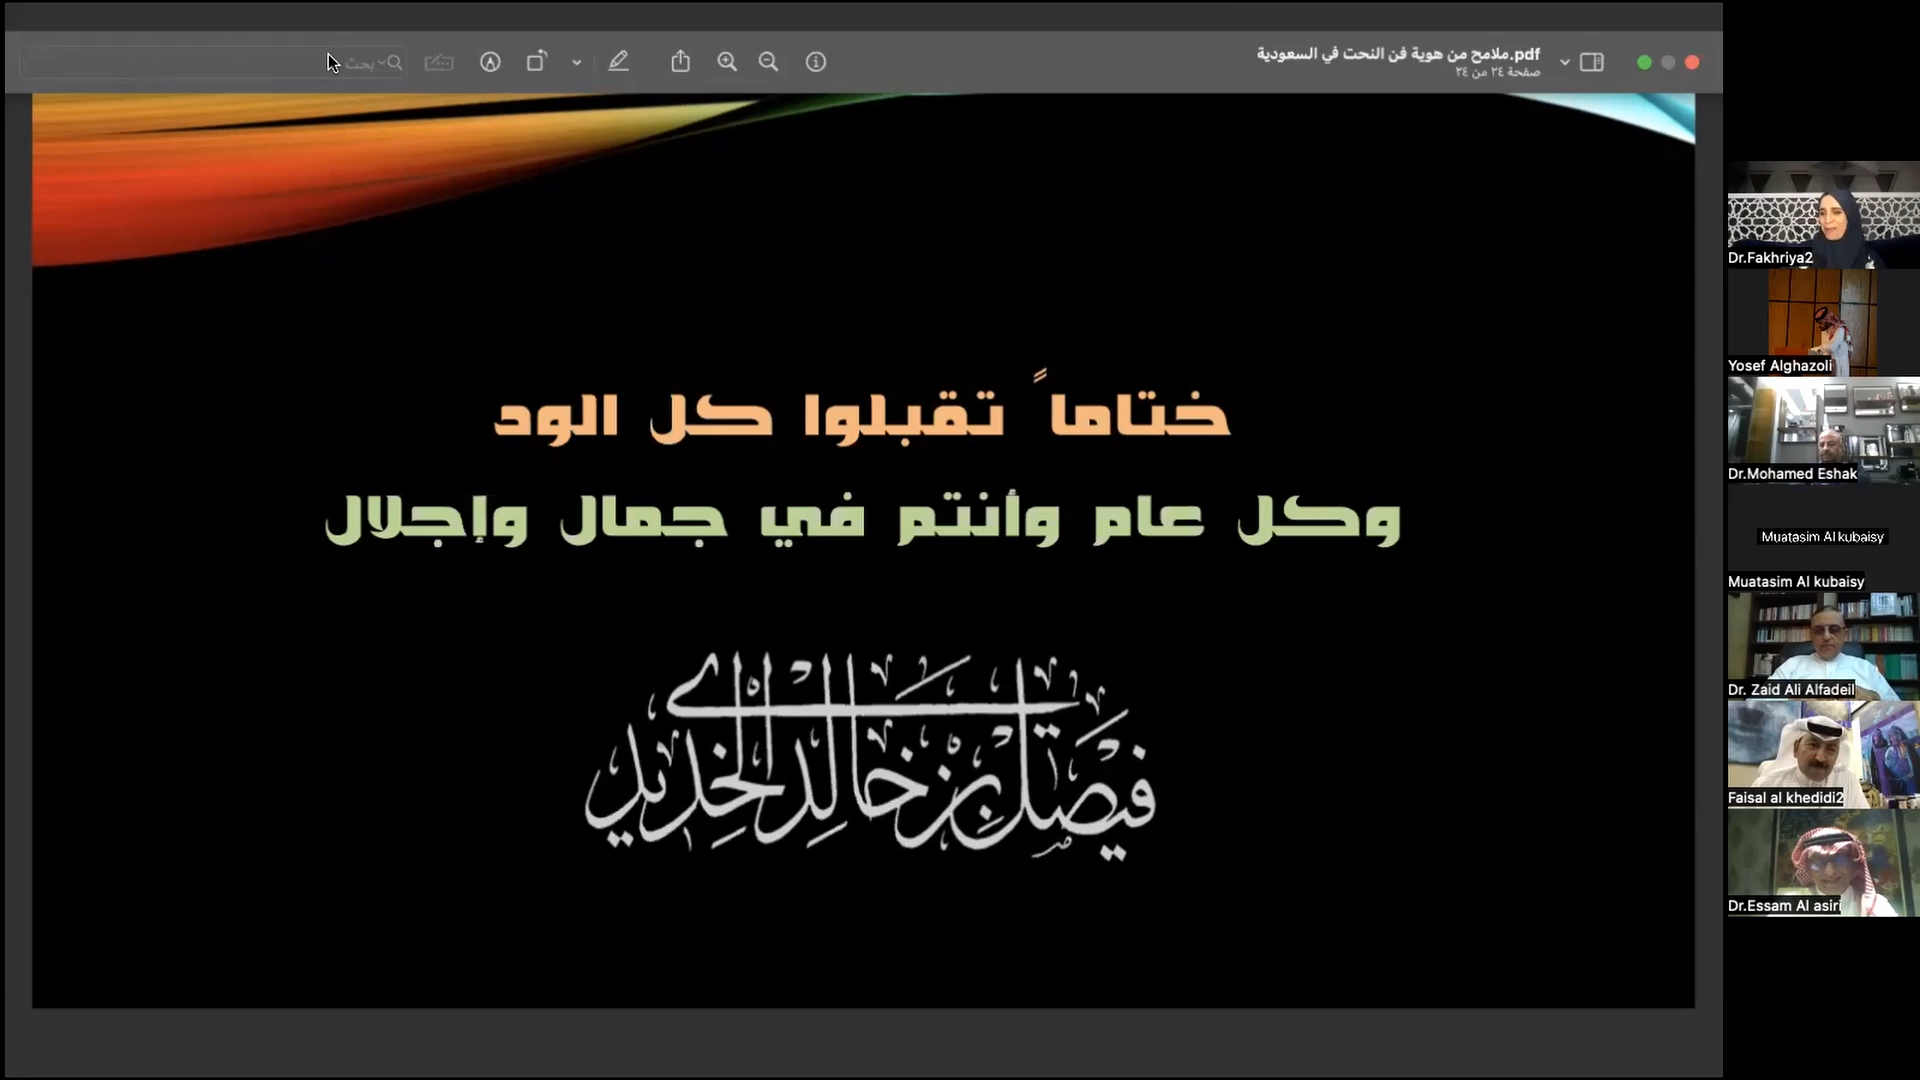 ملامح من هوية فن النحت في السعودية.pdf
صفحة ٢٤ من ٢٤
بحث
ختاماً تقبلوا كل الود
وكل عام وأنتم في جمال وإجلال
فيصل بن خالد الخديدي
Dr.Fakhriya2
Yosef Alghazoli
Dr.Mohamed Eshak
Muatasim Al kubaisy
Muatasim Al kubaisy
Dr. Zaid Ali Alfadeil
Faisal al khedidi2
Dr.Essam Al asiri